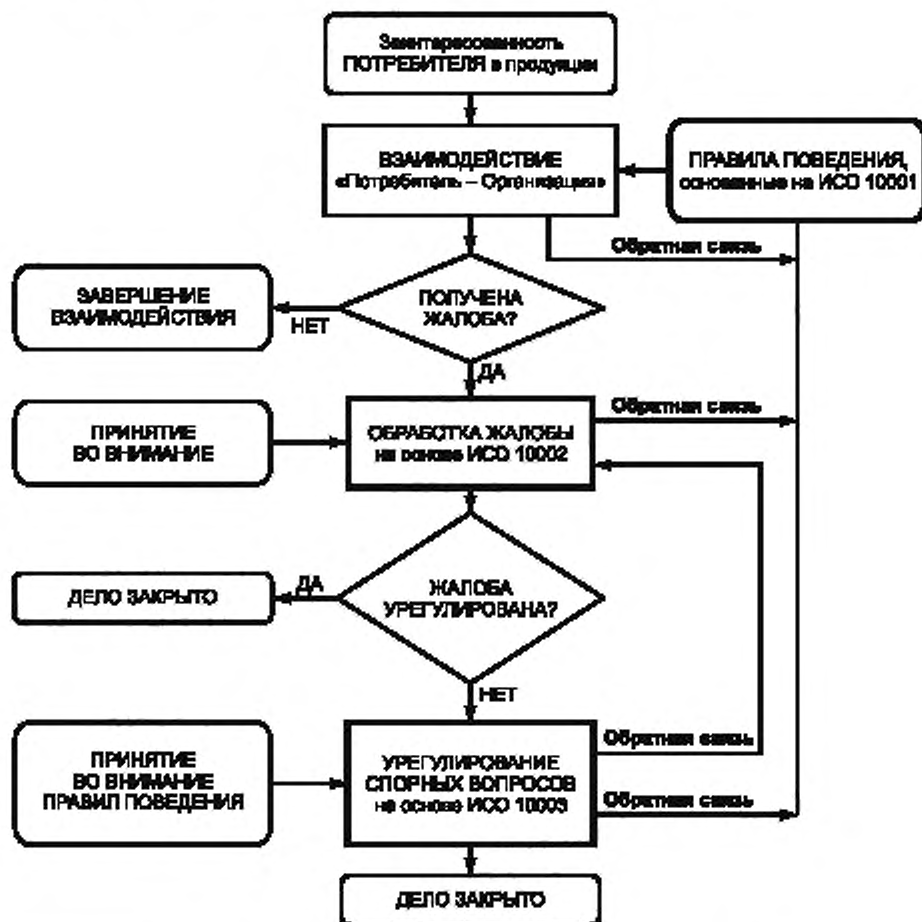 Заинтересованность
ПОТРЕБИТЕЛЯ в продукции
ВЗАИМОДЕЙСТВИЕ
«Потребитель – Организация»
ПРАВИЛА ПОВЕДЕНИЯ,
основанные на ИСО 10001
Обратная связь
ПОЛУЧЕНА
ЖАЛОБА?
ЗАВЕРШЕНИЕ
ВЗАИМОДЕЙСТВИЯ
НЕТ
ДА
ПРИНЯТИЕ
ВО ВНИМАНИЕ
ОБРАБОТКА ЖАЛОБЫ
на основе ИСО 10002
Обратная связь
ДЕЛО ЗАКРЫТО
ДА
ЖАЛОБА
УРЕГУЛИРОВАНА?
НЕТ
ПРИНЯТИЕ
ВО ВНИМАНИЕ
ПРАВИЛ ПОВЕДЕНИЯ
УРЕГУЛИРОВАНИЕ
СПОРНЫХ ВОПРОСОВ
на основе ИСО 10003
Обратная связь
Обратная связь
ДЕЛО ЗАКРЫТО